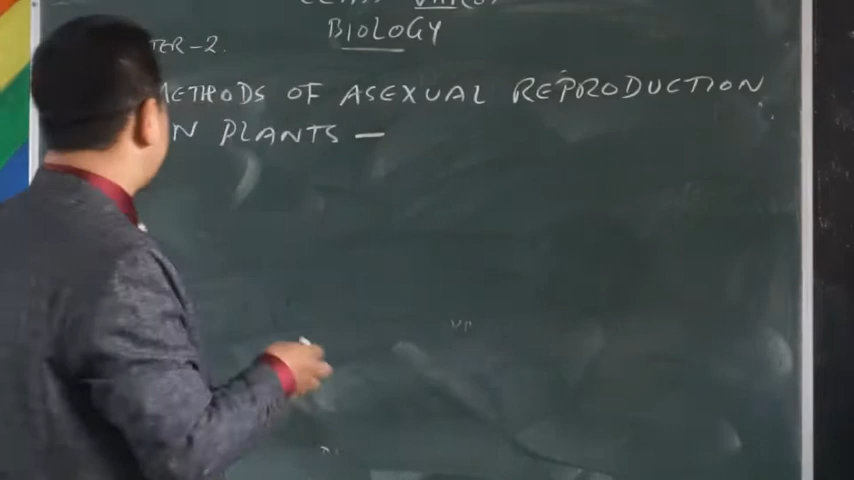 BIOLOGY
TER-2.
METHODS OF ASEXUAL REPRODUCTION
N PLANTS —